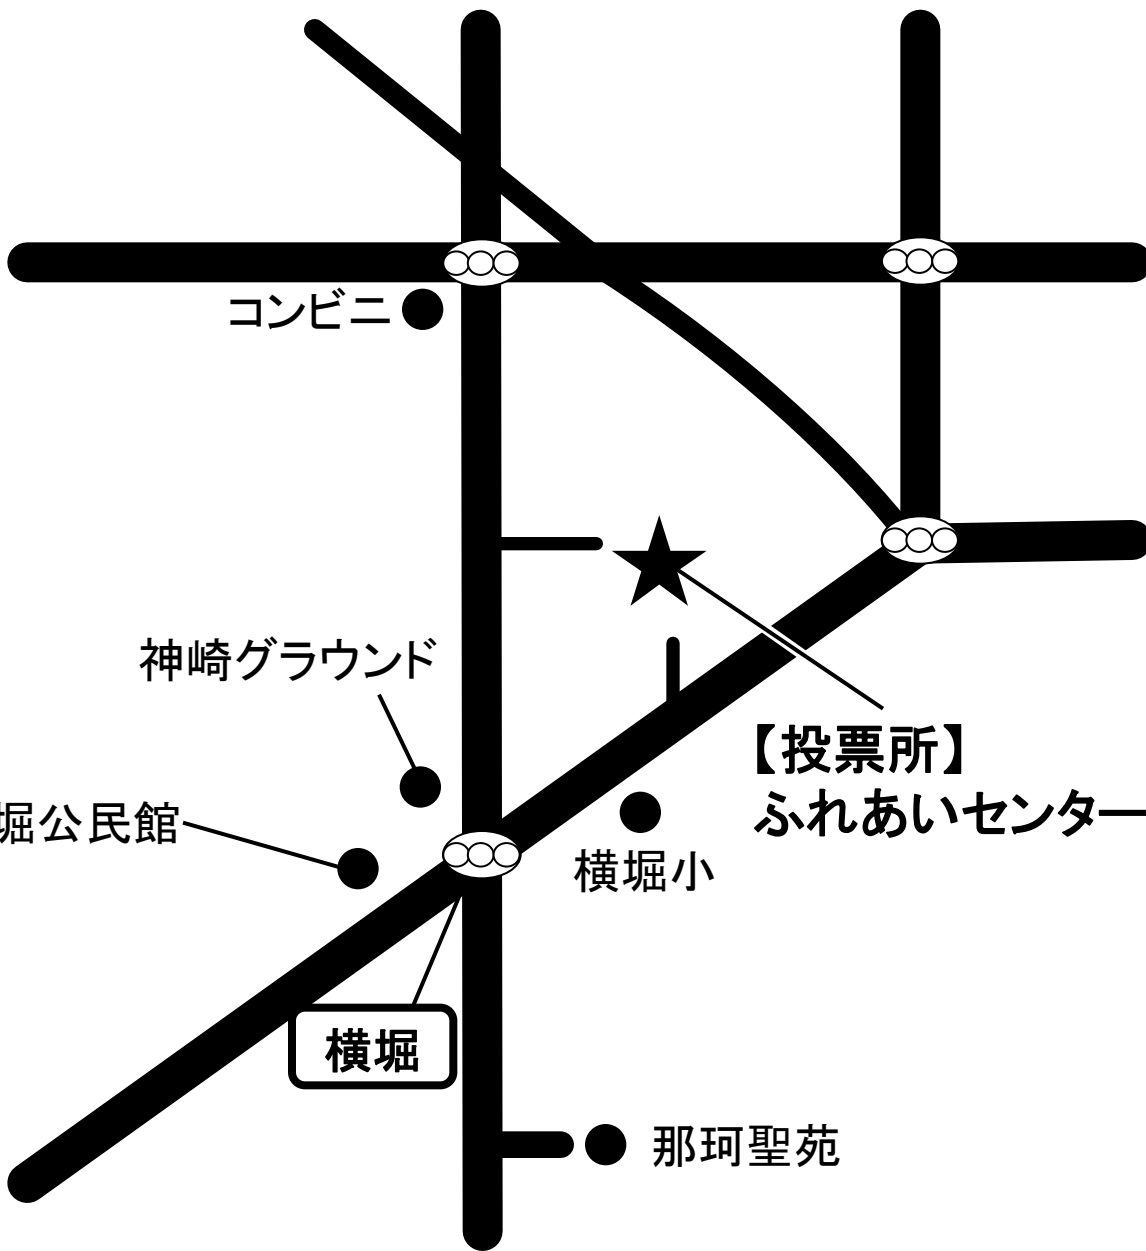 コンビニ
神崎グラウンド
【投票所】
ふれあいセンター
堀公民館
横堀小
横堀
那珂聖苑